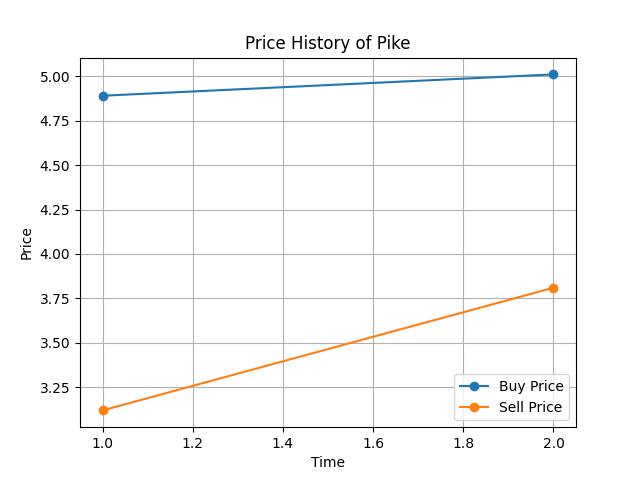 Price History of Pike
5.00
4.75
4.50
4.25
4.00
3.75
3.50
3.25
Price
1.0 1.2 1.4 1.6 1.8 2.0
Time
Buy Price
Sell Price